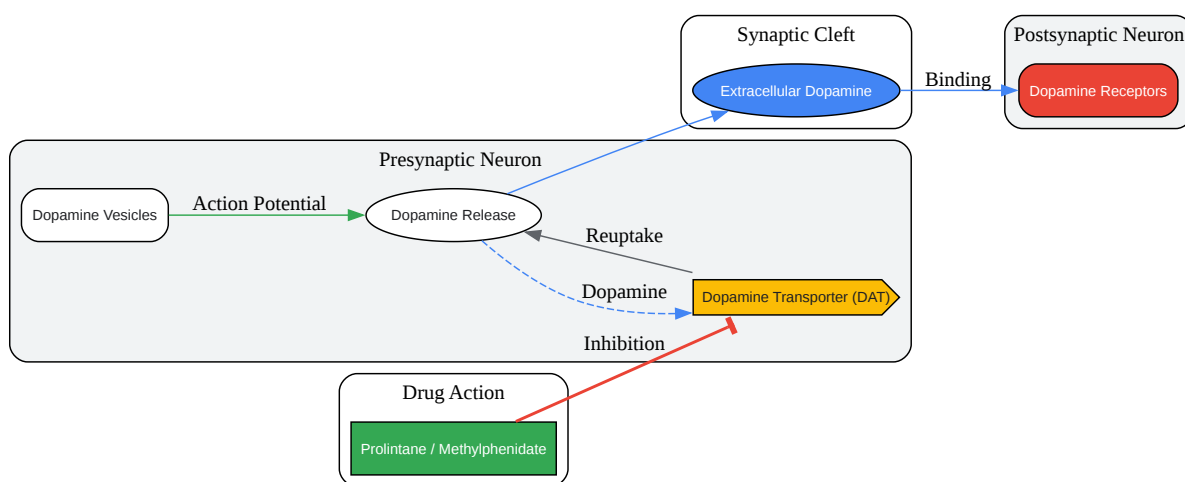 Synaptic Cleft
Postsynaptic Neuron
Extracellular Dopamine
Binding
Dopamine Receptors
Presynaptic Neuron
Dopamine Vesicles
Action Potential
Dopamine Release
Reuptake
Dopamine
Dopamine Transporter (DAT)
Inhibition
Drug Action
Prolintane / Methylphenidate